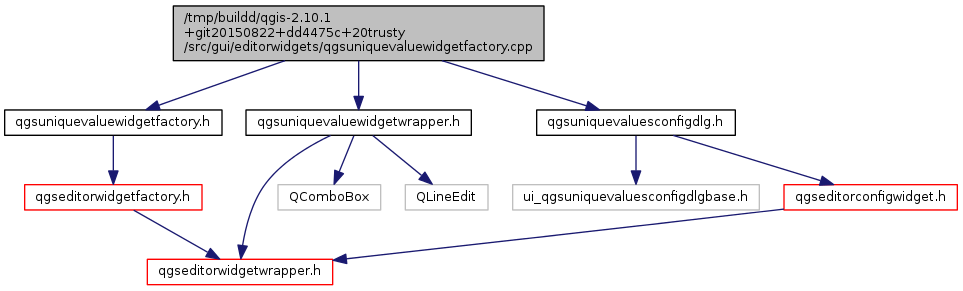 /tmp/buildd/qgis-2.10.1
+git20150822+dd4475c+20trusty
/src/gui/editorwidgets/qgsuniquevaluewidgetfactory.cpp
qgsuniquevaluewidgetfactory.h
qgsuniquevaluewidgetwrapper.h
qgsuniquevaluesconfigdlg.h
qgseditorwidgetfactory.h
QComboBox
QLineEdit
ui_qgsuniquevaluesconfigdlgbase.h
qgseditorconfigwidget.h
qgseditorwidgetwrapper.h